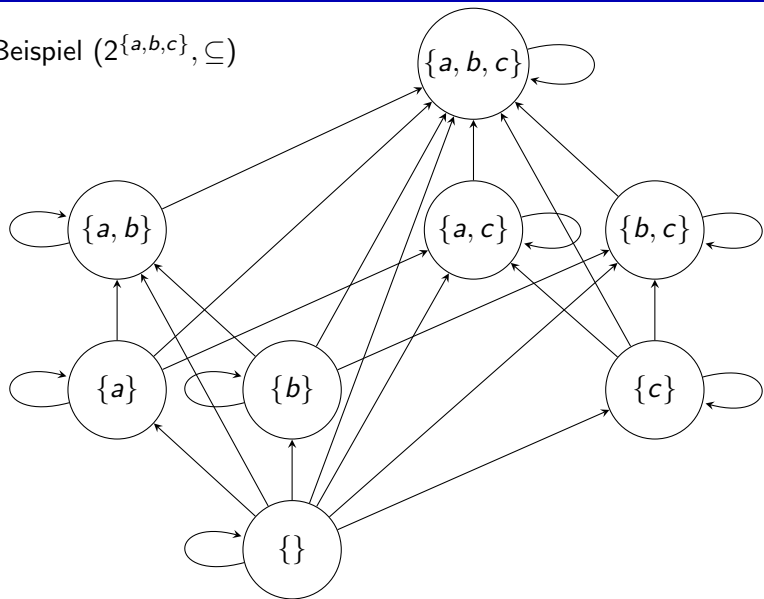 Beispiel (2^{a,b,c}, ⊆)
{a, b, c}
{a, b}
{a, c}
{b, c}
{a}
{b}
{c}
{}